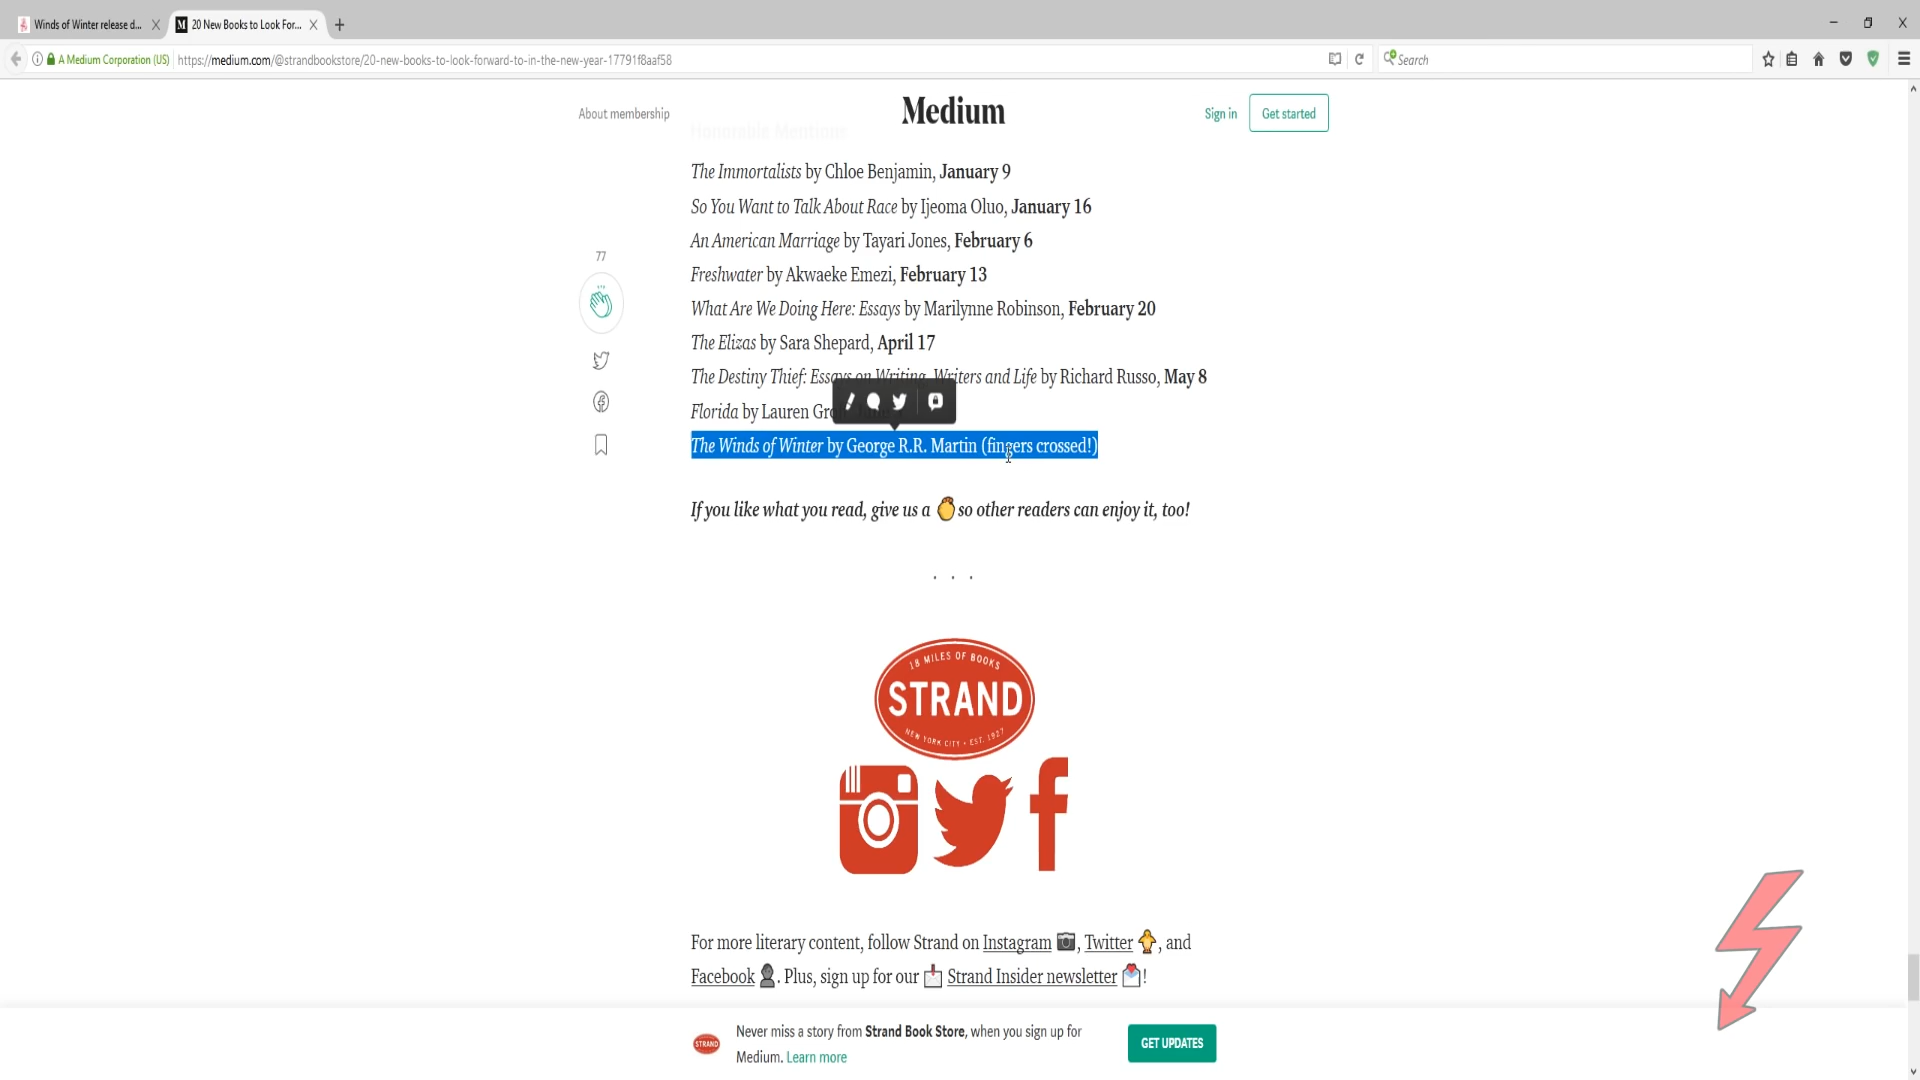 Winds of Winter release d...
M 20 New Books to Look For...
A Medium Corporation (US) https://medium.com/@strandbookstore/20-new-books-to-look-forward-to-in-the-new-year-17791f8aaf58 Search
About membership Medium Sign in Get started
Honorable Mentions
The Immortalists by Chloe Benjamin, January 9
So You Want to Talk About Race by Ijeoma Oluo, January 16
An American Marriage by Tayari Jones, February 6
77
Freshwater by Akwaeke Emezi, February 13
What Are We Doing Here: Essays by Marilynne Robinson, February 20
The Elizas by Sara Shepard, April 17
The Destiny Thief: Essays on Writing, Writers and Life by Richard Russo, May 8
Florida by Lauren
The Winds of Winter by George R.R. Martin (fingers crossed!)
If you like what you read, give us a so other readers can enjoy it, too!
. . .
18 MILES OF BOOKS
STRAND
NEW YORK CITY • EST. 1927
For more literary content, follow Strand on Instagram , Twitter , and
Facebook . Plus, sign up for our Strand Insider newsletter !
STRAND
Never miss a story from Strand Book Store, when you sign up for
Medium. Learn more
GET UPDATES